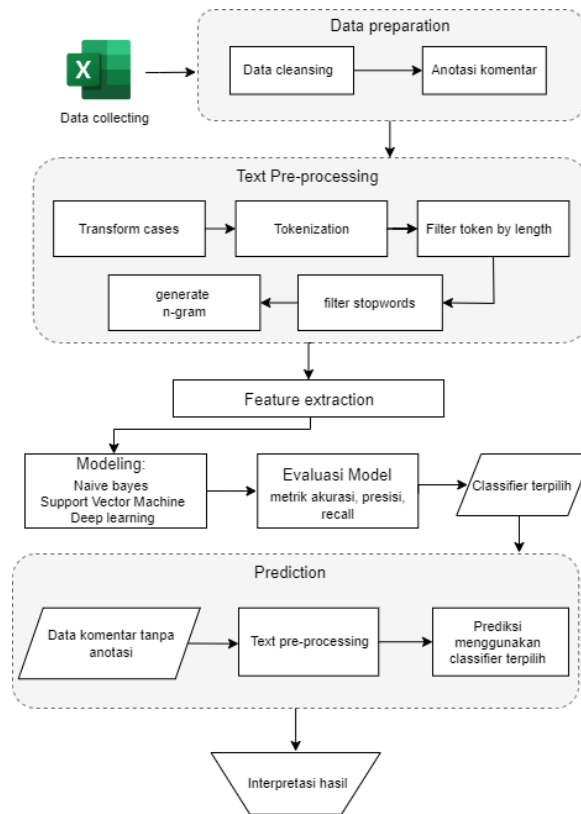 Data preparation
X
Data collecting
Data cleansing
Anotasi komentar
Text Pre-processing
Transform cases
Tokenization
Filter token by length
generate
n-gram
filter stopwords
Feature extraction
Modeling:
Naive bayes
Support Vector Machine
Deep learning
Evaluasi Model
metrik akurasi, presisi,
recall
Classifier terpilih
Prediction
Data komentar tanpa
anotasi
Text pre-processing
Prediksi
menggunakan
classifier terpilih
Interpretasi hasil